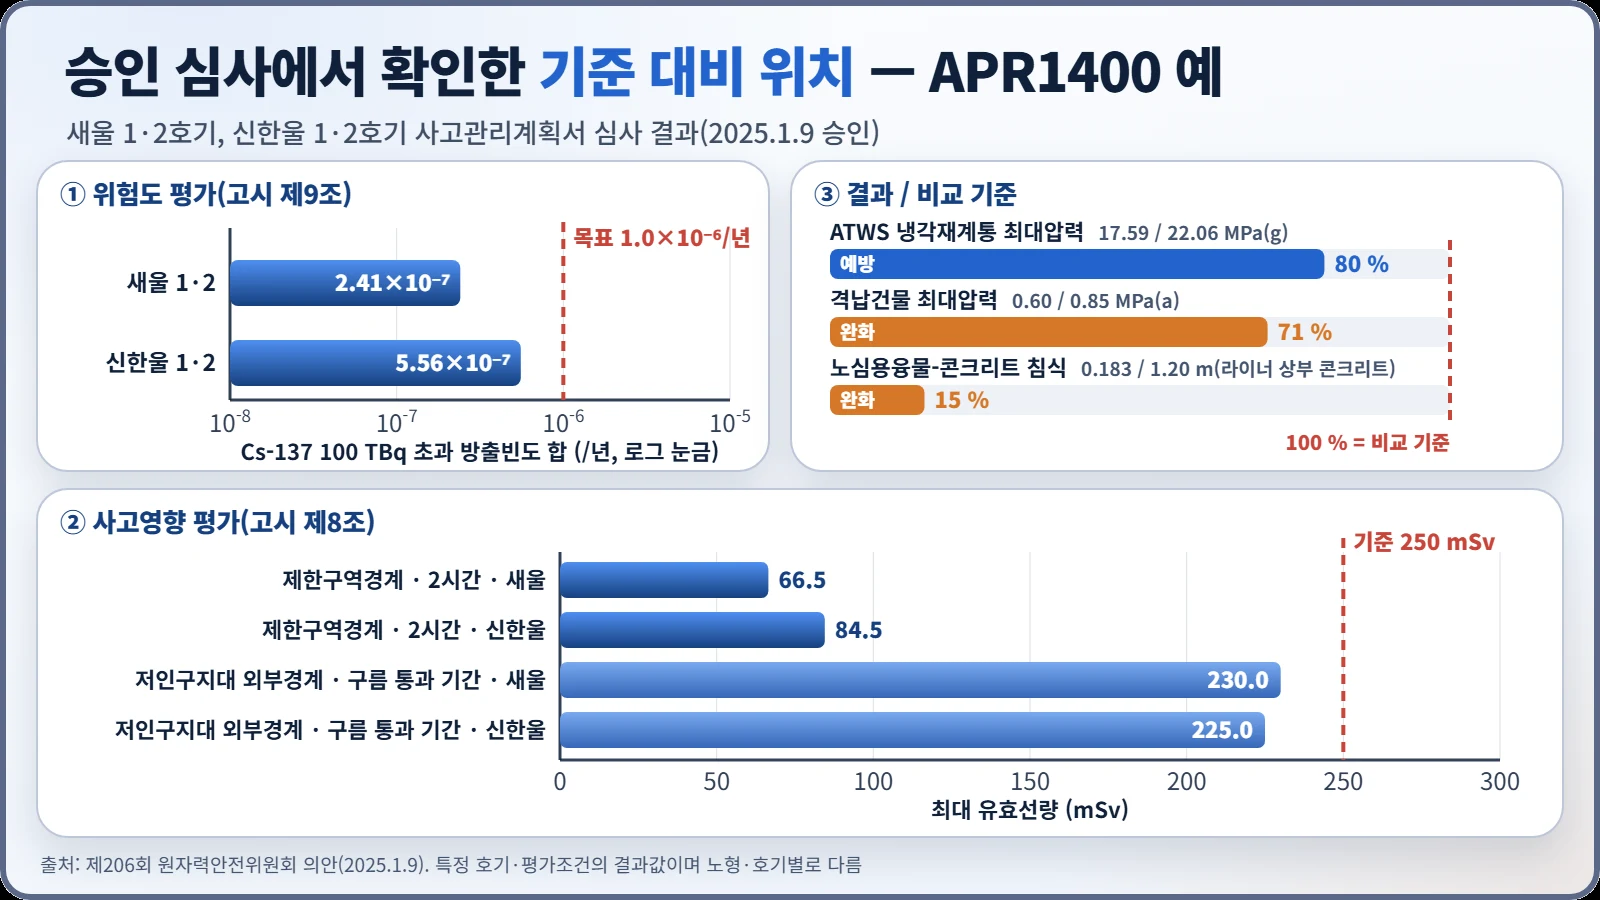 승인 심사에서 확인한 기준 대비 위치 — APR1400 예
새울 1·2호기, 신한울 1·2호기 사고관리계획서 심사 결과(2025.1.9 승인)
① 위험도 평가(고시 제9조)
목표 1.0×10⁻⁶/년
새울 1·2
2.41×10⁻⁷
신한울 1·2
5.56×10⁻⁷
10⁻⁸ 10⁻⁷ 10⁻⁶ 10⁻⁵
Cs-137 100 TBq 초과 방출빈도 합 (/년, 로그 눈금)
③ 결과 / 비교 기준
ATWS 냉각재계통 최대압력 17.59 / 22.06 MPa(g)
예방 80 %
격납건물 최대압력 0.60 / 0.85 MPa(a)
완화 71 %
노심용융물-콘크리트 침식 0.183 / 1.20 m(라이너 상부 콘크리트)
완화 15 %
100 % = 비교 기준
② 사고영향 평가(고시 제8조)
기준 250 mSv
제한구역경계 · 2시간 · 새울 66.5
제한구역경계 · 2시간 · 신한울 84.5
저인구지대 외부경계 · 구름 통과 기간 · 새울 230.0
저인구지대 외부경계 · 구름 통과 기간 · 신한울 225.0
0 50 100 150 200 250 300
최대 유효선량 (mSv)
출처: 제206회 원자력안전위원회 의안(2025.1.9). 특정 호기·평가조건의 결과값이며 노형·호기별로 다름